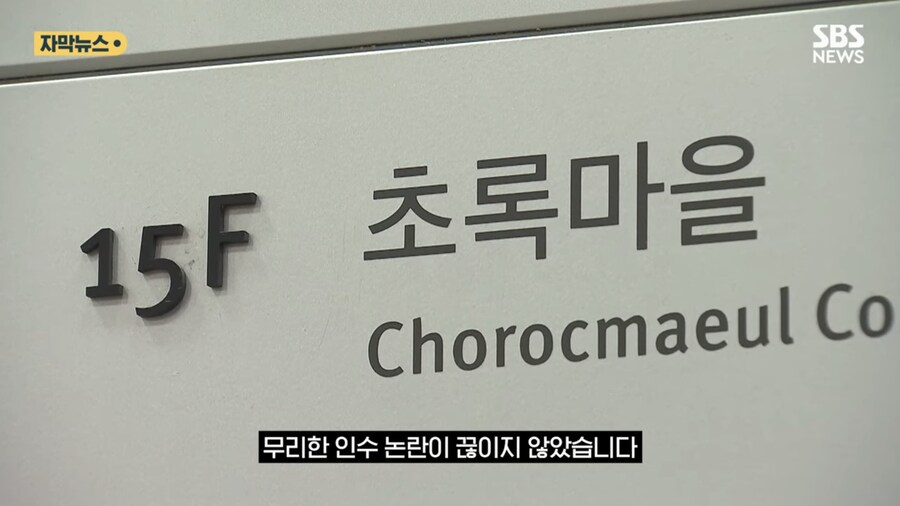 자막뉴스
SBS
NEWS
15F
초록마을
Chorocmaeul Co
무리한 인수 논란이 끊이지 않았습니다